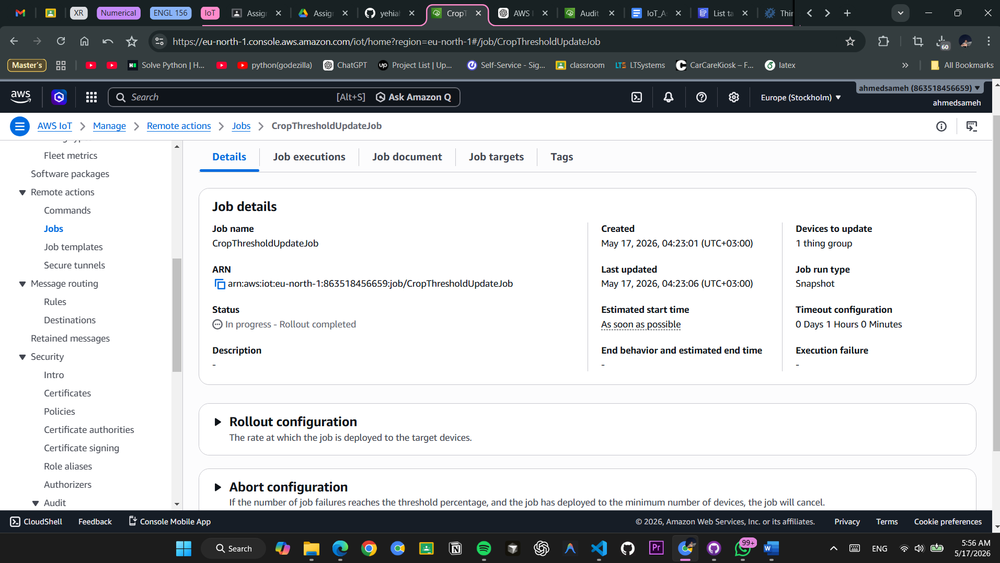 XR
Numerical
ENGL 156
IoT
Assign
Assign
yehial
CropT
AWS
Audit
IoT_A
List ta
Thin
https://eu-north-1.console.aws.amazon.com/iot/home?region=eu-north-1#/job/CropThresholdUpdateJob
60
Master's
Solve Python | H...
python(godezilla)
ChatGPT
Project List | Up...
Self-Service - Sig...
classroom
LTSystems
CarCareKiosk – F...
latex
All Bookmarks
aws
Search
[Alt+S]
Ask Amazon Q
Europe (Stockholm)
ahmedsameh (863518456659)
ahmedsameh
AWS IoT
Manage
Remote actions
Jobs
CropThresholdUpdateJob
Fleet metrics
Software packages
Remote actions
Commands
Jobs
Job templates
Secure tunnels
Message routing
Rules
Destinations
Retained messages
Security
Intro
Certificates
Policies
Certificate authorities
Certificate signing
Role aliases
Authorizers
Audit
Details
Job executions
Job document
Job targets
Tags
Job details
Job name
CropThresholdUpdateJob
ARN
arn:aws:iot:eu-north-1:863518456659:job/CropThresholdUpdateJob
Status
In progress - Rollout completed
Description
-
Created
May 17, 2026, 04:23:01 (UTC+03:00)
Last updated
May 17, 2026, 04:23:06 (UTC+03:00)
Estimated start time
As soon as possible
End behavior and estimated end time
-
Devices to update
1 thing group
Job run type
Snapshot
Timeout configuration
0 Days 1 Hours 0 Minutes
Execution failure
-
Rollout configuration
The rate at which the job is deployed to the target devices.
Abort configuration
If the number of job failures reaches the threshold percentage, and the job has deployed to the minimum number of devices, the job will cancel.
CloudShell
Feedback
Console Mobile App
© 2026, Amazon Web Services, Inc. or its affiliates.
Privacy
Terms
Cookie preferences
Search
99+
ENG
5:56 AM
5/17/2026